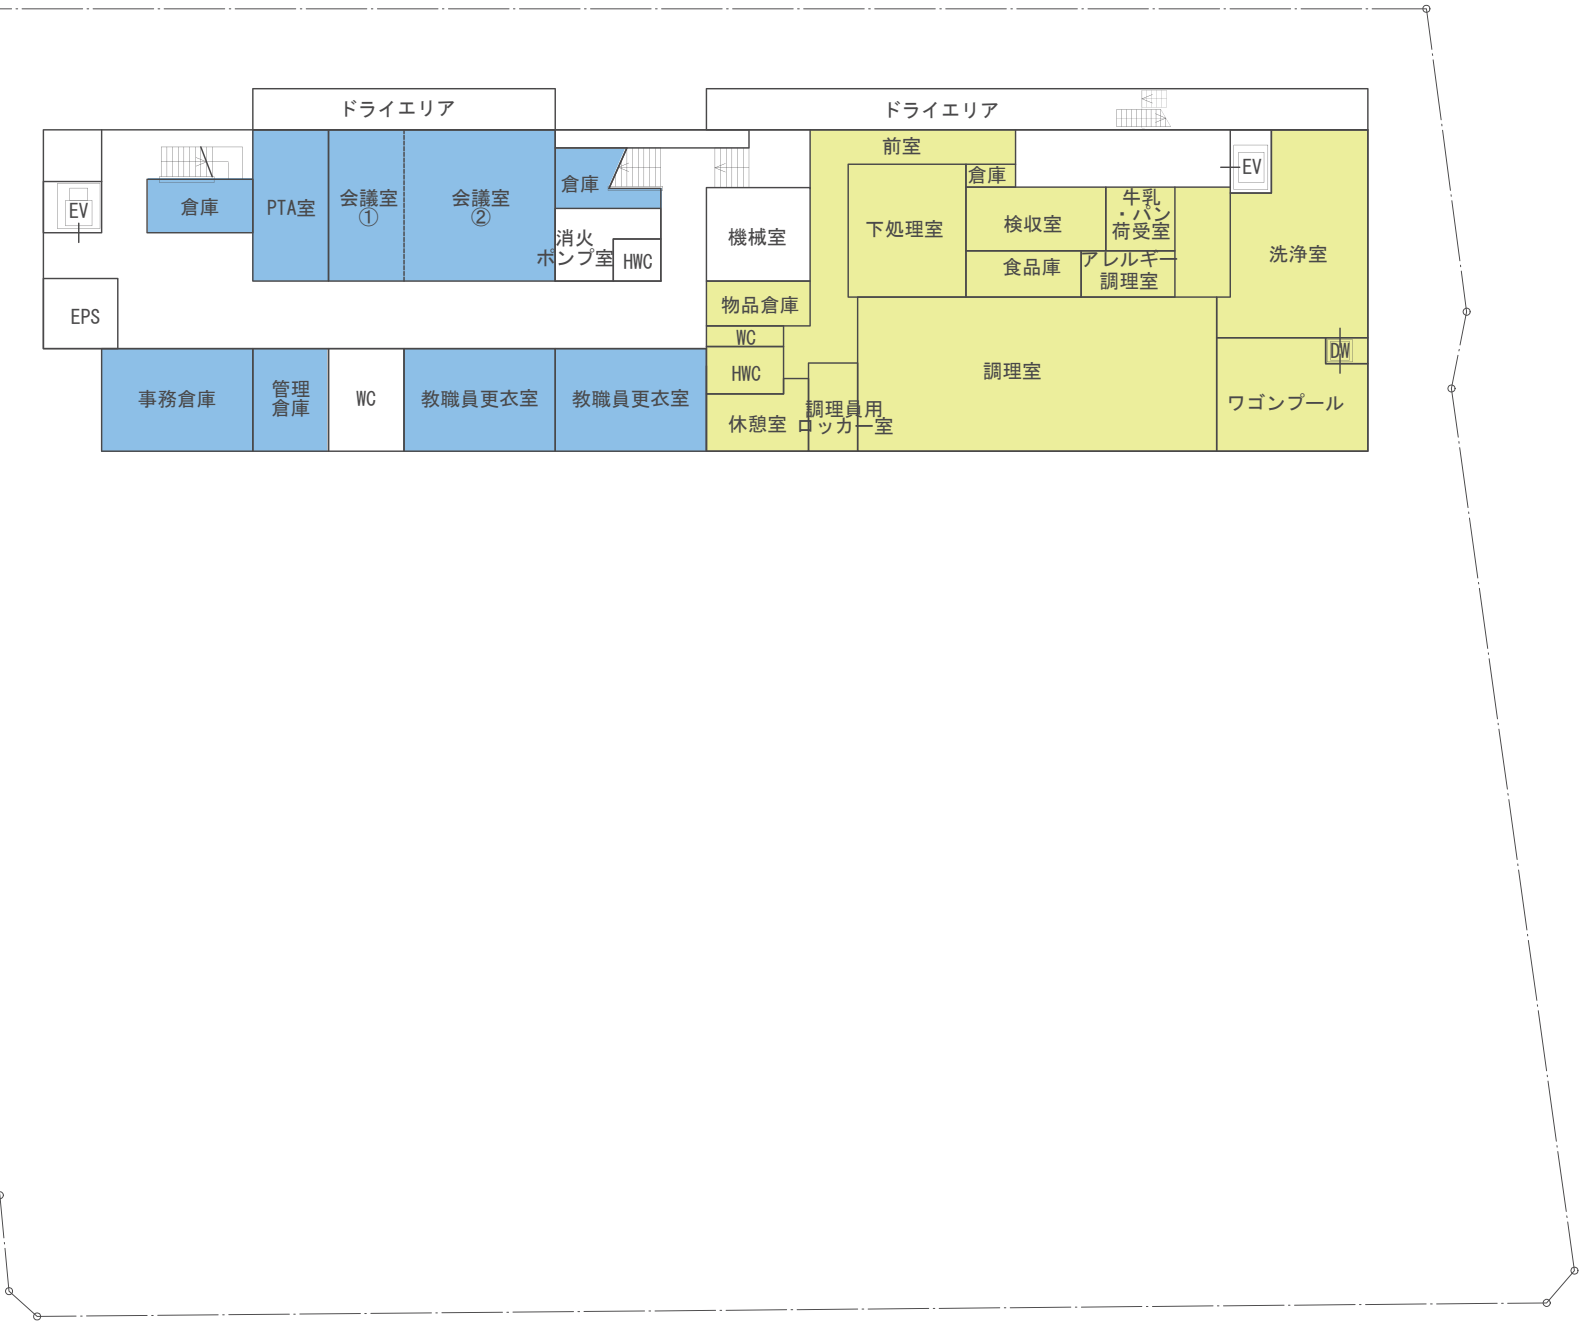 ドライエリア
ドライエリア
前室
EV
倉庫
倉庫
EV
倉庫
PTA室
会議室
①
会議室
②
消火
ポンプ室
HWC
機械室
下処理室
検収室
牛乳
・パン
荷受室
洗浄室
食品庫
アレルギー
調理室
EPS
物品倉庫
WC
HWC
DW
調理室
事務倉庫
管理
倉庫
WC
教職員更衣室
教職員更衣室
休憩室
調理員用
ロッカー室
ワゴンプール